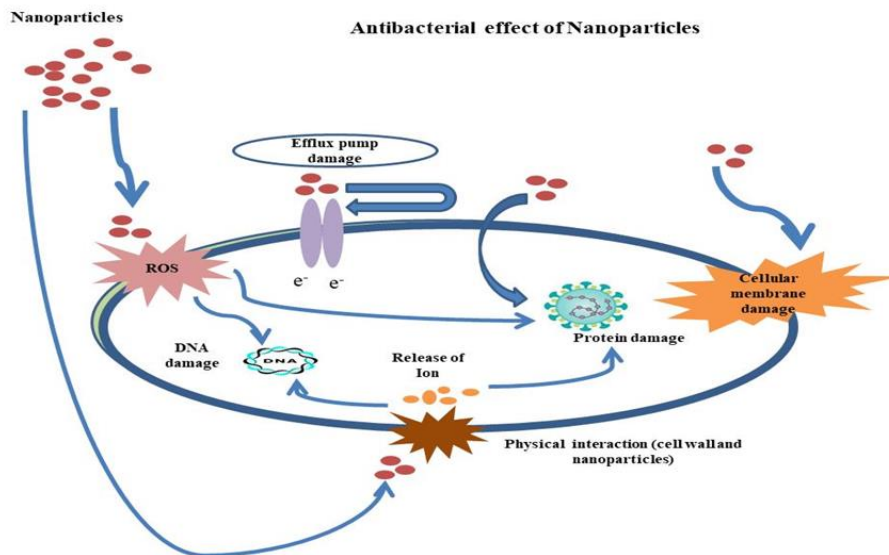 Nanoparticles
Antibacterial effect of Nanoparticles
Efflux pump
damage
ROS
e-
e-
Cellular
membrane
damage
DNA
damage
DNA
Protein damage
Release of
Ion
Physical interaction (cell walland
nanoparticles)